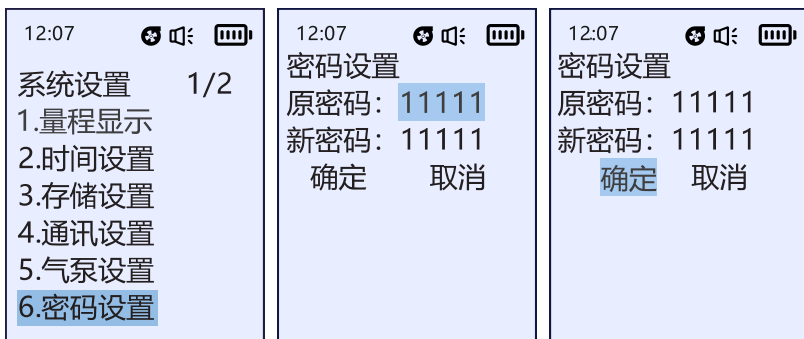 12:07
系统设置 1/2
1.量程显示
2.时间设置
3.存储设置
4.通讯设置
5.气泵设置
6.密码设置
12:07
密码设置
原密码：11111
新密码：11111
确定 取消
12:07
密码设置
原密码：11111
新密码：11111
确定 取消